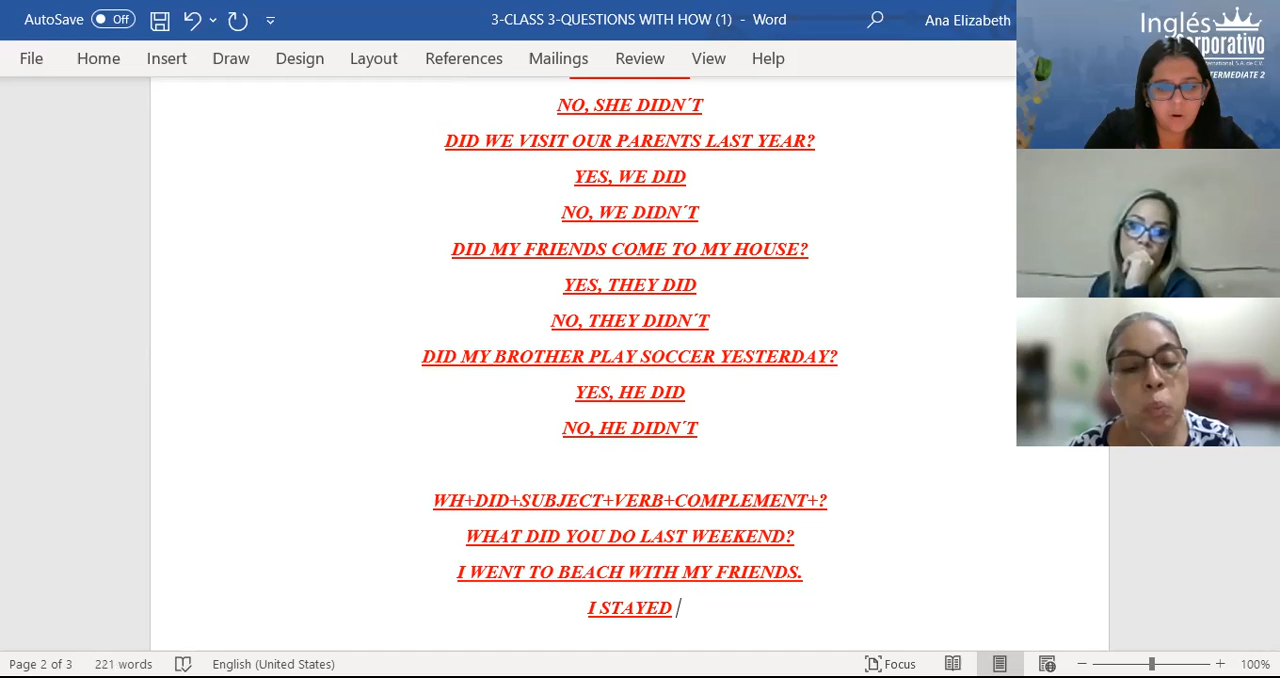 AutoSave Off 3-CLASS 3-QUESTIONS WITH HOW (1) - Word Ana Elizabeth
File Home Insert Draw Design Layout References Mailings Review View Help
Inglés
INTERMEDIATE 2
NO, SHE DIDN´T
DID WE VISIT OUR PARENTS LAST YEAR?
YES, WE DID
NO, WE DIDN´T
DID MY FRIENDS COME TO MY HOUSE?
YES, THEY DID
NO, THEY DIDN´T
DID MY BROTHER PLAY SOCCER YESTERDAY?
YES, HE DID
NO, HE DIDN´T
WH+DID+SUBJECT+VERB+COMPLEMENT+?
WHAT DID YOU DO LAST WEEKEND?
I WENT TO BEACH WITH MY FRIENDS.
I STAYED
Page 2 of 3 221 words English (United States) Focus 100%